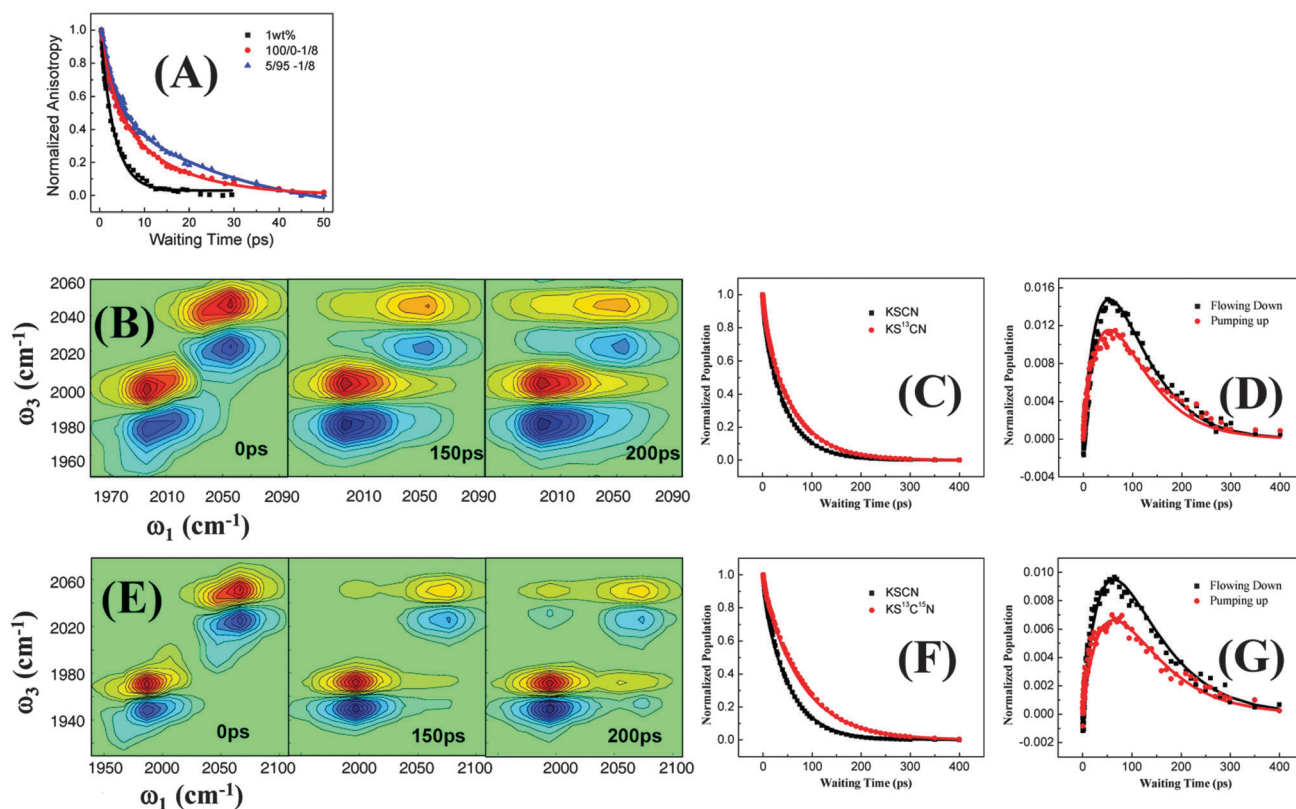 1.0
0.8
0.6
0.4
0.2
0.0
Normalized Anisotropy
(A)
1wt%
100/0-1/8
5/95 -1/8
0 10 20 30 40 50
Waiting Time (ps)
2060
2040
2020
2000
1980
1960
ω3 (cm-1)
(B)
0ps
150ps
200ps
1970 2010 2050 2090 2010 2050 2090 2010 2050 2090
ω1 (cm-1)
1.0
0.8
0.6
0.4
0.2
0.0
Normalized Population
KSCN
KS13CN
(C)
0 100 200 300 400
Waiting Time (ps)
0.016
0.012
0.008
0.004
0.000
-0.004
Normalized Population
Flowing Down
Pumping up
(D)
0 100 200 300 400
Waiting Time (ps)
2060
2020
1980
1940
ω3 (cm-1)
(E)
0ps
150ps
200ps
1950 2000 2050 2100 2000 2050 2100 2000 2050 2100
ω1 (cm-1)
1.0
0.8
0.6
0.4
0.2
0.0
Normalized Population
KSCN
KS13C15N
(F)
0 100 200 300 400
Waiting Time (ps)
0.010
0.008
0.006
0.004
0.002
0.000
-0.002
Normalized Population
Flowing Down
Pumping up
(G)
0 100 200 300 400
Waiting Time (ps)